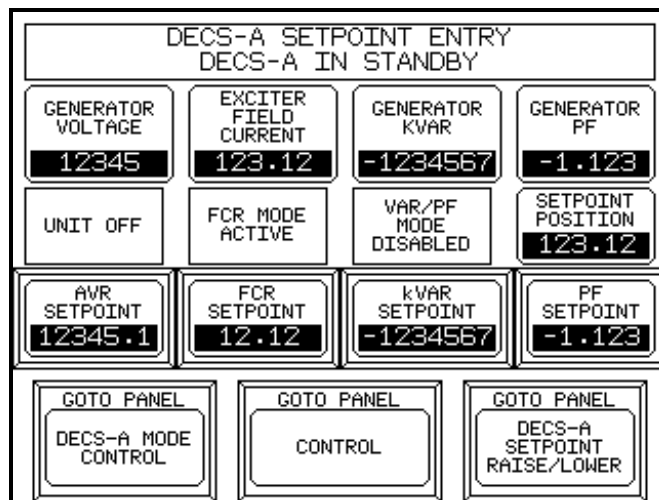 DECS-A SETPOINT ENTRY
DECS-A IN STANDBY
GENERATOR
VOLTAGE
12345
EXCITER
FIELD
CURRENT
123.12
GENERATOR
KVAR
-1234567
GENERATOR
PF
-1.123
UNIT OFF
FCR MODE
ACTIVE
VAR/PF
MODE
DISABLED
SETPOINT
POSITION
123.12
AVR
SETPOINT
12345.1
FCR
SETPOINT
12.12
kVAR
SETPOINT
-1234567
PF
SETPOINT
-1.123
GOTO PANEL
DECS-A MODE
CONTROL
GOTO PANEL
CONTROL
GOTO PANEL
DECS-A
SETPOINT
RAISE/LOWER